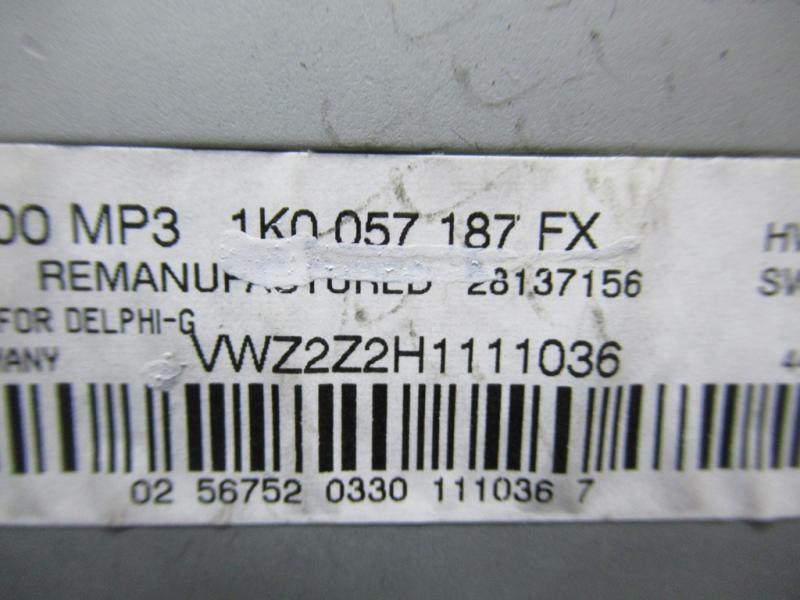 00 MP3 1K0 057 187 FX
REMANUFACTURED 28137156
FOR DELPHI-G
VWZ2Z2H1111036
02 56752 0330 111036 7